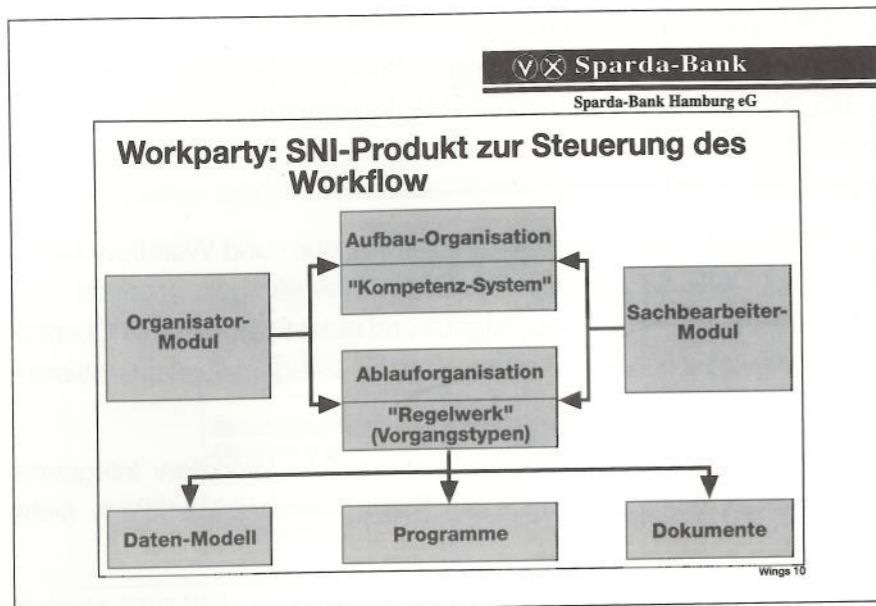 Sparda-Bank
Sparda-Bank Hamburg eG
Workparty: SNI-Produkt zur Steuerung des
Workflow
Aufbau-Organisation
"Kompetenz-System"
Organisator-
Modul
Sachbearbeiter-
Modul
Ablauforganisation
"Regelwerk"
(Vorgangstypen)
Daten-Modell
Programme
Dokumente
Wings 10